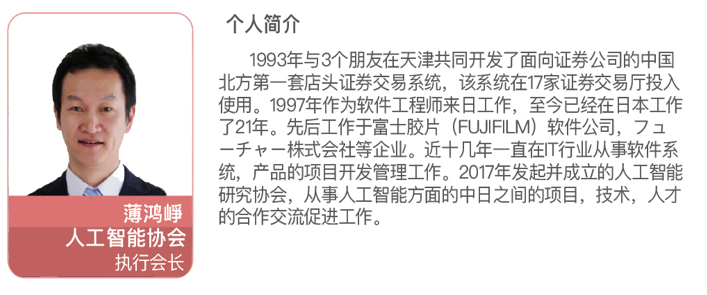 个人简介
1993年与3个朋友在天津共同开发了面向证券公司的中国
北方第一套店头证券交易系统，该系统在17家证券交易厅投入
使用。1997年作为软件工程师来日工作，至今已经在日本工作
了21年。先后工作于富士胶片（FUJIFILM）软件公司，フュ
ーチャー株式会社等企业。近十几年一直在IT行业从事软件系
统，产品的项目开发管理工作。2017年发起并成立的人工智能
研究协会，从事人工智能方面的中日之间的项目，技术，人才
的合作交流促进工作。
薄鸿崢
人工智能协会
执行会长